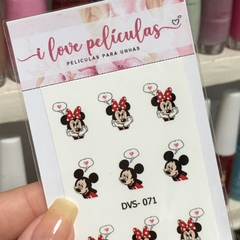 i love películas
PELÍCULAS PARA UNHAS
DVS- 071